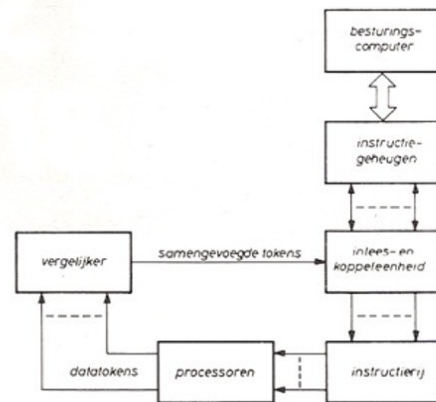 besturings-
computer
instructie-
geheugen
vergelijker
samengevoegde tokens
inlees- en
koppeleenheid
datatokens
processoren
instructierij